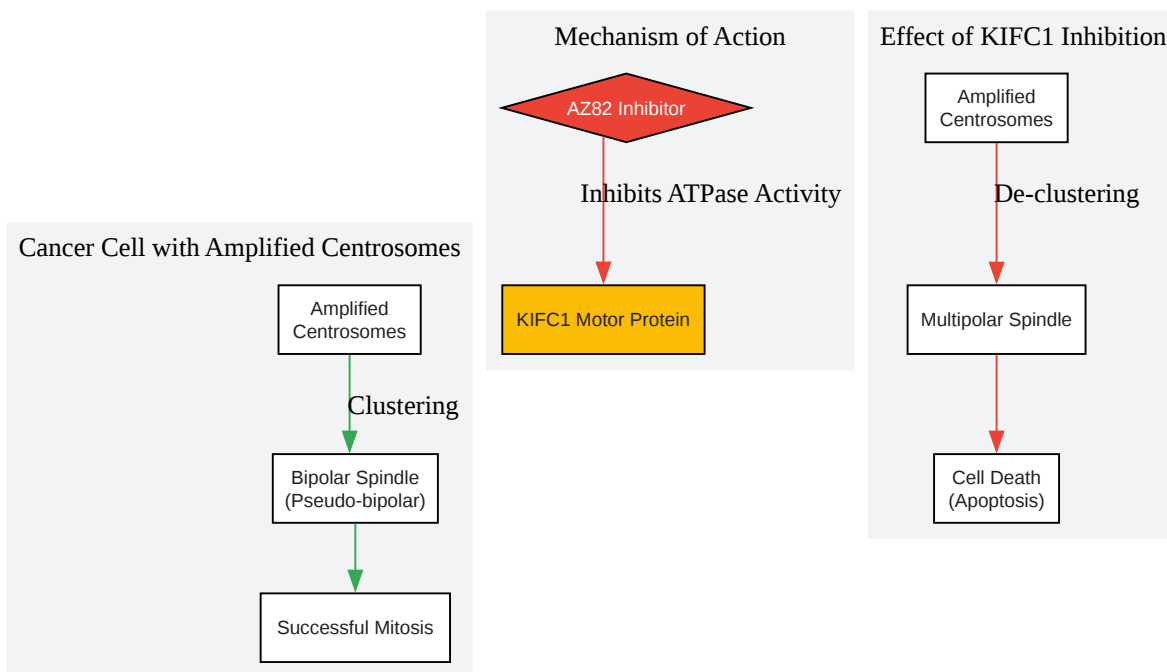 Cancer Cell with Amplified Centrosomes
Amplified
Centrosomes
Clustering
Bipolar Spindle
(Pseudo-bipolar)
Successful Mitosis
Mechanism of Action
AZ82 Inhibitor
Inhibits ATPase Activity
KIFC1 Motor Protein
Effect of KIFC1 Inhibition
Amplified
Centrosomes
De-clustering
Multipolar Spindle
Cell Death
(Apoptosis)